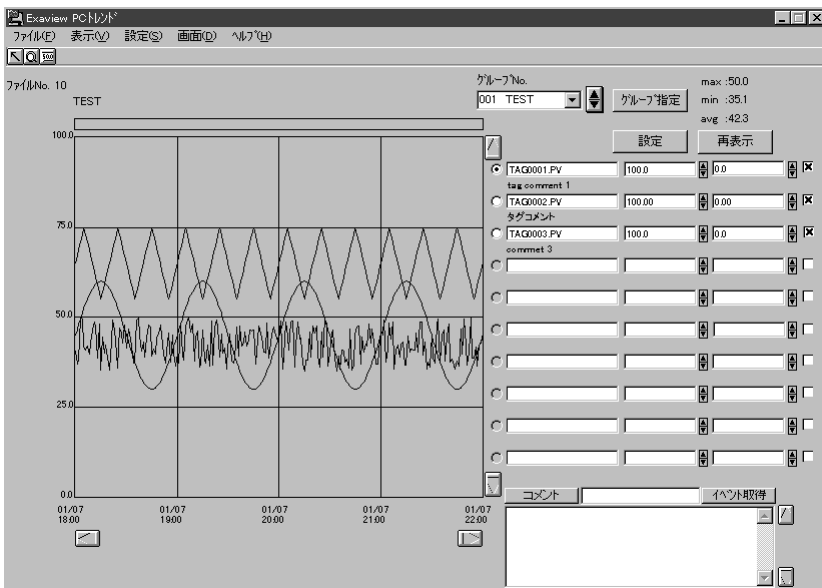 Exaview PCﾄﾚﾝﾄﾞ
ﾌｧｲﾙ(F) 表示(V) 設定(S) 画面(D) ﾍﾙﾌﾟ(H)
ﾌｧｲﾙNo. 10
TEST
ｸﾞﾙｰﾌﾟNo.
001 TEST
ｸﾞﾙｰﾌﾟ指定
max :50.0
min :35.1
avg :42.3
設定 再表示
TAG0001.PV 100.0 0.0
tag comment 1
TAG0002.PV 100.00 0.00
タグコメント
TAG0003.PV 100.0 0.0
commet 3
100.0
75.0
50.0
25.0
0.0
01/07 01/07 01/07 01/07 01/07
18:00 19:00 20:00 21:00 22:00
コメント イベント取得